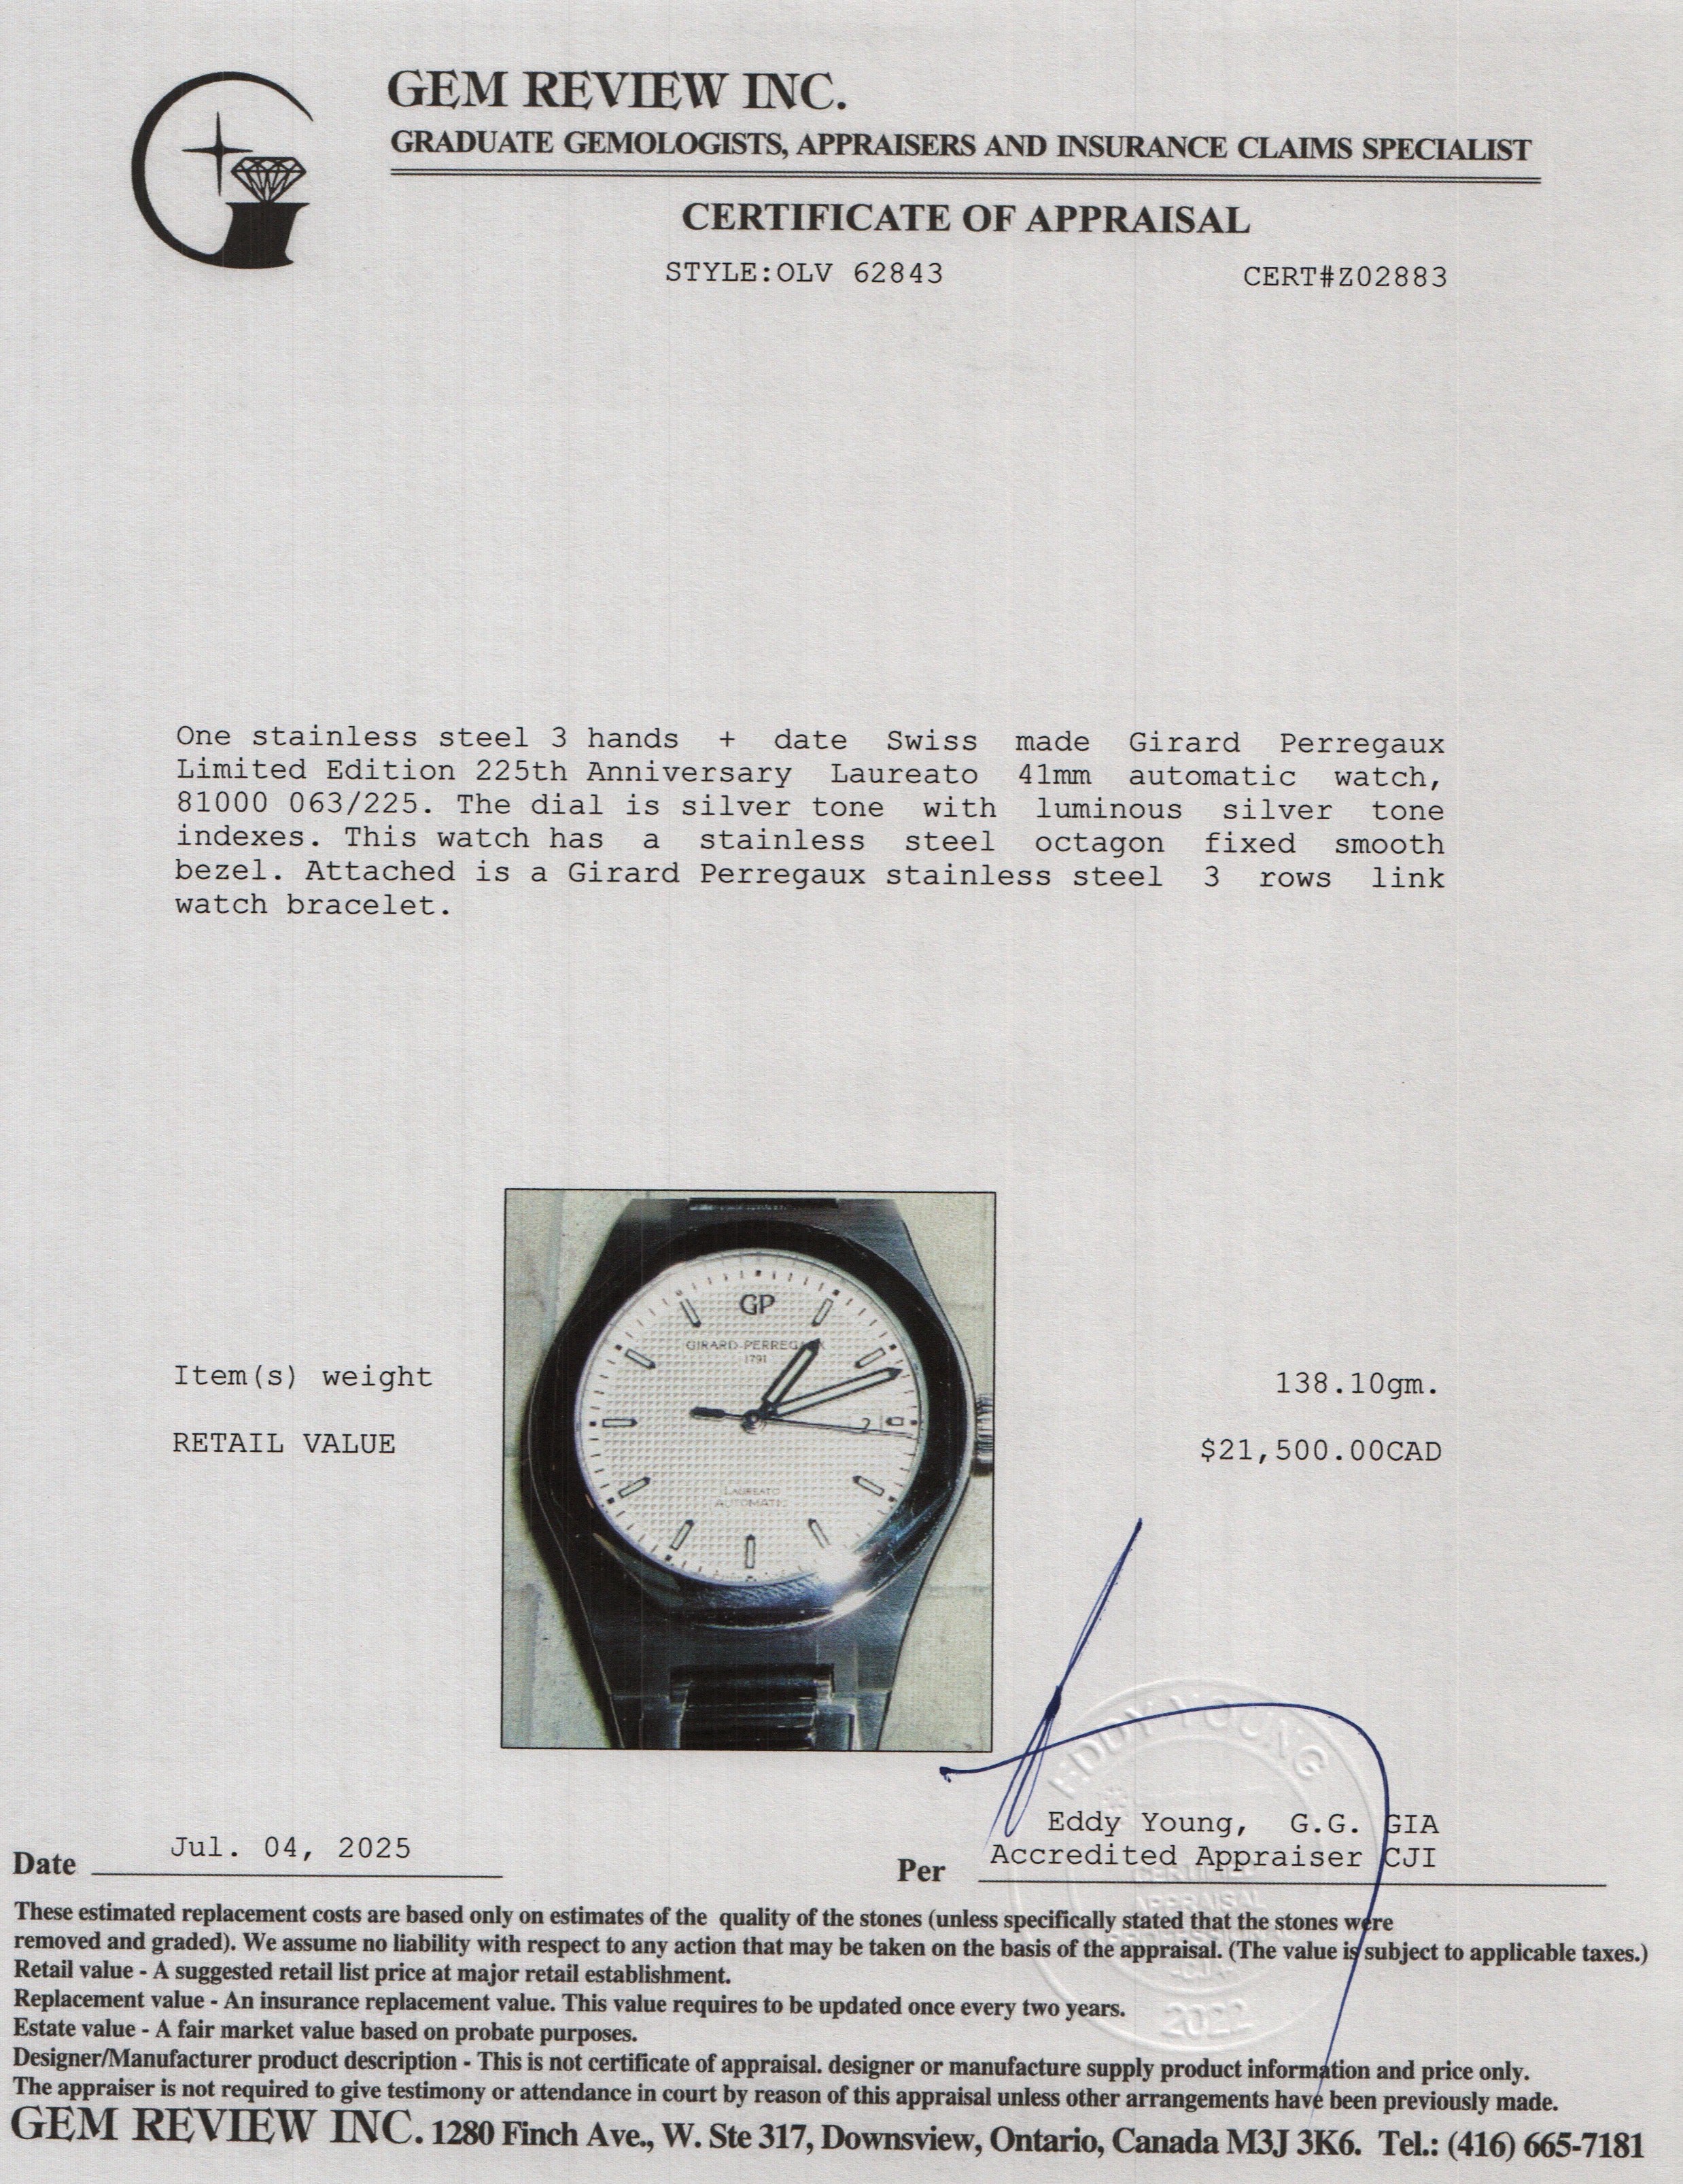 GEM REVIEW INC.
GRADUATE GEMOLOGISTS, APPRAISERS AND INSURANCE CLAIMS SPECIALIST
CERTIFICATE OF APPRAISAL
STYLE:OLV 62843 CERT#Z02883
One stainless steel 3 hands + date Swiss made Girard Perregaux
Limited Edition 225th Anniversary Laureato 41mm automatic watch,
81000 063/225. The dial is silver tone with luminous silver tone
indexes. This watch has a stainless steel octagon fixed smooth
bezel. Attached is a Girard Perregaux stainless steel 3 rows link
watch bracelet.
GP
GIRARD-PERREGAUX
1791
2
LAUREATO
AUTOMATIC
Item(s) weight 138.10gm.
RETAIL VALUE $21,500.00CAD
EDDY YOUNG
CERTIFIED
APPRAISAL
PROFESSIONAL
-CJA-
2022
Eddy Young, G.G. GIA
Date Jul. 04, 2025 Per Accredited Appraiser CJI
These estimated replacement costs are based only on estimates of the quality of the stones (unless specifically stated that the stones were
removed and graded). We assume no liability with respect to any action that may be taken on the basis of the appraisal. (The value is subject to applicable taxes.)
Retail value - A suggested retail list price at major retail establishment.
Replacement value - An insurance replacement value. This value requires to be updated once every two years.
Estate value - A fair market value based on probate purposes.
Designer/Manufacturer product description - This is not certificate of appraisal. designer or manufacture supply product information and price only.
The appraiser is not required to give testimony or attendance in court by reason of this appraisal unless other arrangements have been previously made.
GEM REVIEW INC. 1280 Finch Ave., W. Ste 317, Downsview, Ontario, Canada M3J 3K6. Tel.: (416) 665-7181